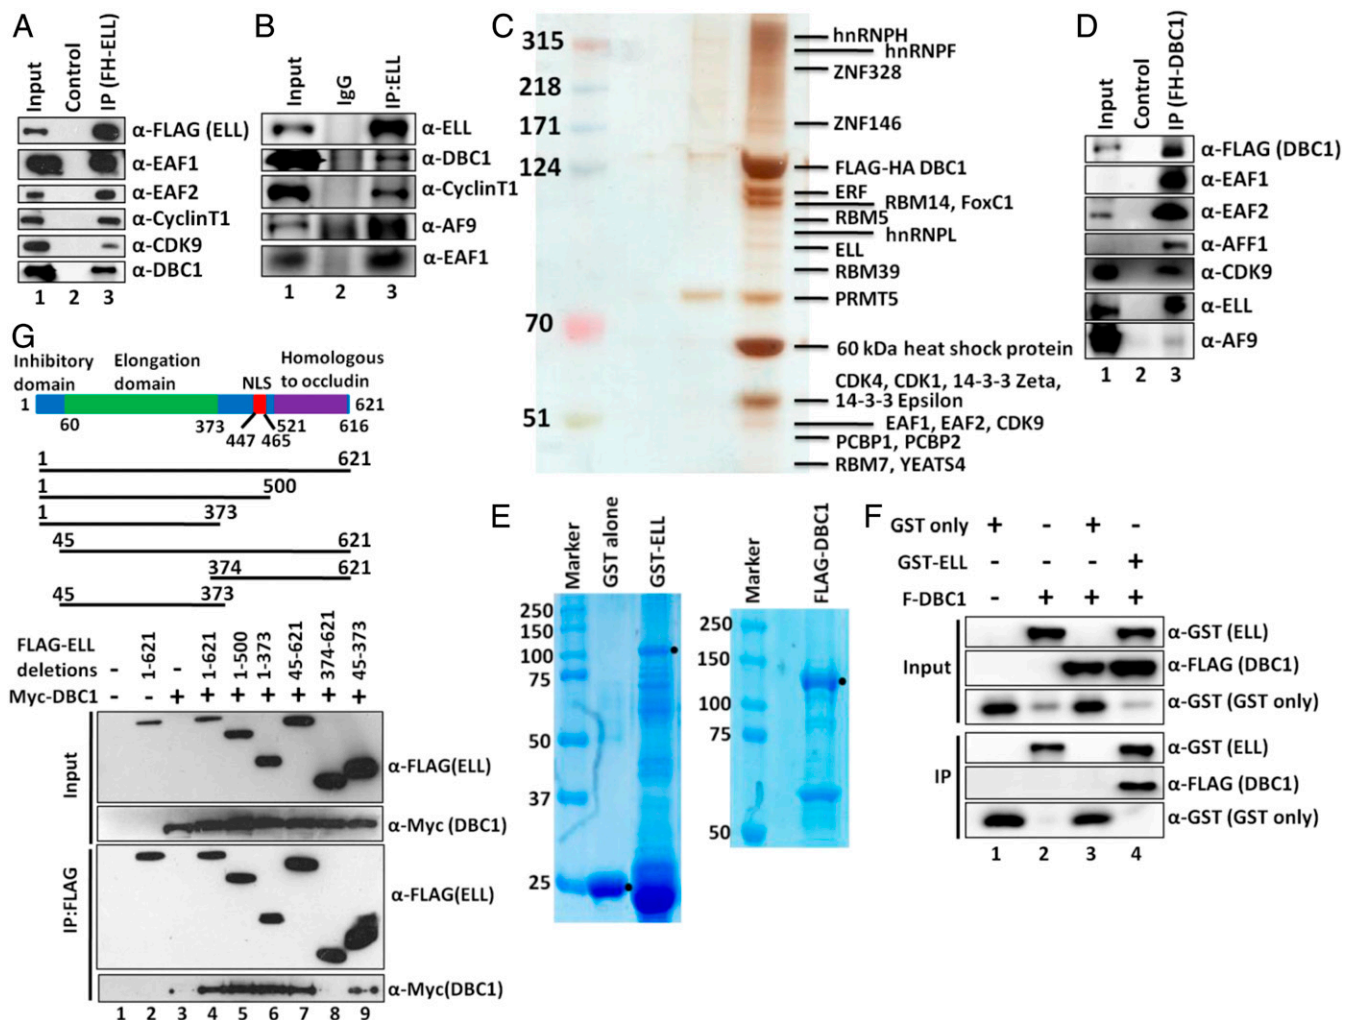 A
Input
Control
IP (FH-ELL)
α-FLAG (ELL)
α-EAF1
α-EAF2
α-CyclinT1
α-CDK9
α-DBC1
1 2 3
B
Input
IgG
IP:ELL
α-ELL
α-DBC1
α-CyclinT1
α-AF9
α-EAF1
1 2 3
C
315
218
171
124
70
51
hnRNPH
hnRNPF
ZNF328
ZNF146
FLAG-HA DBC1
ERF
RBM14, FoxC1
RBM5
hnRNPL
ELL
RBM39
PRMT5
60 kDa heat shock protein
CDK4, CDK1, 14-3-3 Zeta,
14-3-3 Epsilon
EAF1, EAF2, CDK9
PCBP1, PCBP2
RBM7, YEATS4
D
Input
Control
IP (FH-DBC1)
α-FLAG (DBC1)
α-EAF1
α-EAF2
α-AFF1
α-CDK9
α-ELL
α-AF9
1 2 3
G
Inhibitory
domain
Elongation
domain
NLS
Homologous
to occludin
1 621
60 373 521 616
447 465
1 621
1 500
1 373
45 621
374 621
45 373
FLAG-ELL
deletions
- 1-621 - 1-621 1-500 1-373 45-621 374-621 45-373
Myc-DBC1 - - + + + + + + +
Input
α-FLAG(ELL)
α-Myc (DBC1)
IP:FLAG
α-FLAG(ELL)
α-Myc(DBC1)
1 2 3 4 5 6 7 8 9
E
Marker
GST alone
GST-ELL
250
150
100
75
50
37
25
Marker
FLAG-DBC1
250
150
100
75
50
F
GST only + - + -
GST-ELL - - - +
F-DBC1 - + + +
Input
α-GST (ELL)
α-FLAG (DBC1)
α-GST (GST only)
IP
α-GST (ELL)
α-FLAG (DBC1)
α-GST (GST only)
1 2 3 4